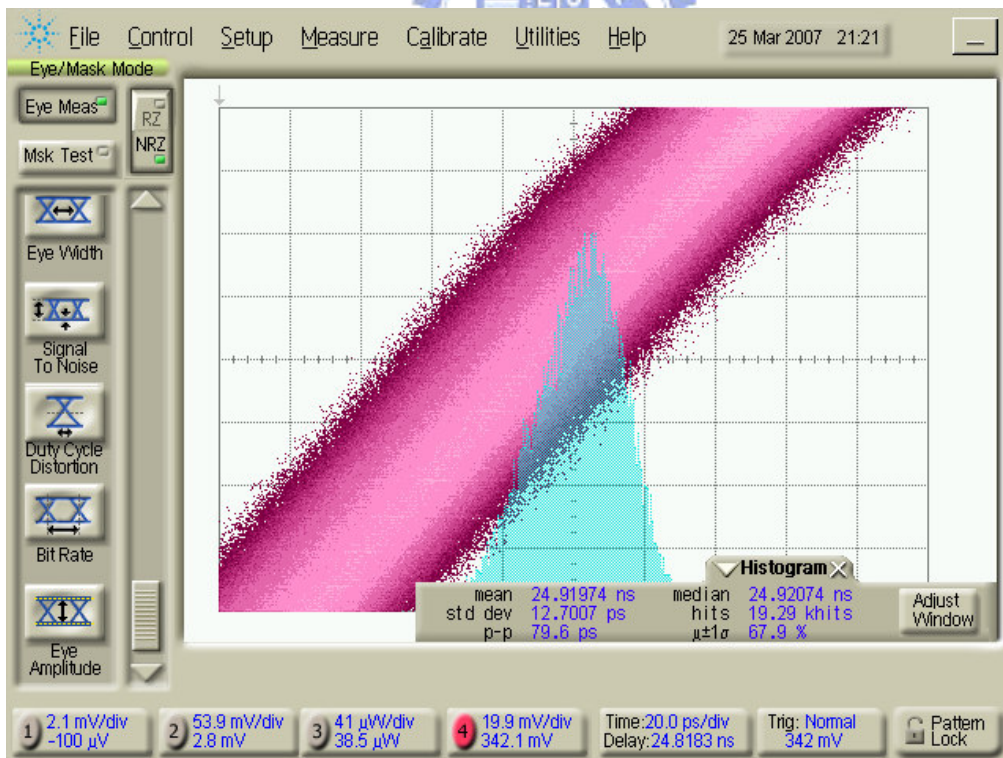 File Control Setup Measure Calibrate Utilities Help 25 Mar 2007 21:21
Eye/Mask Mode
Eye Meas
RZ
NRZ
Msk Test
Eye Width
Signal
To Noise
Duty Cycle
Distortion
Bit Rate
Eye
Amplitude
Histogram
mean 24.91974 ns median 24.92074 ns
std dev 12.7007 ps hits 19.29 khits
p-p 79.6 ps µ±1σ 67.9 %
Adjust
Window
1 2.1 mV/div
-100 µV
2 53.9 mV/div
2.8 mV
3 41 µW/div
38.5 µW
4 19.9 mV/div
342.1 mV
Time:20.0 ps/div
Delay:24.8183 ns
Trig: Normal
342 mV
Pattern
Lock